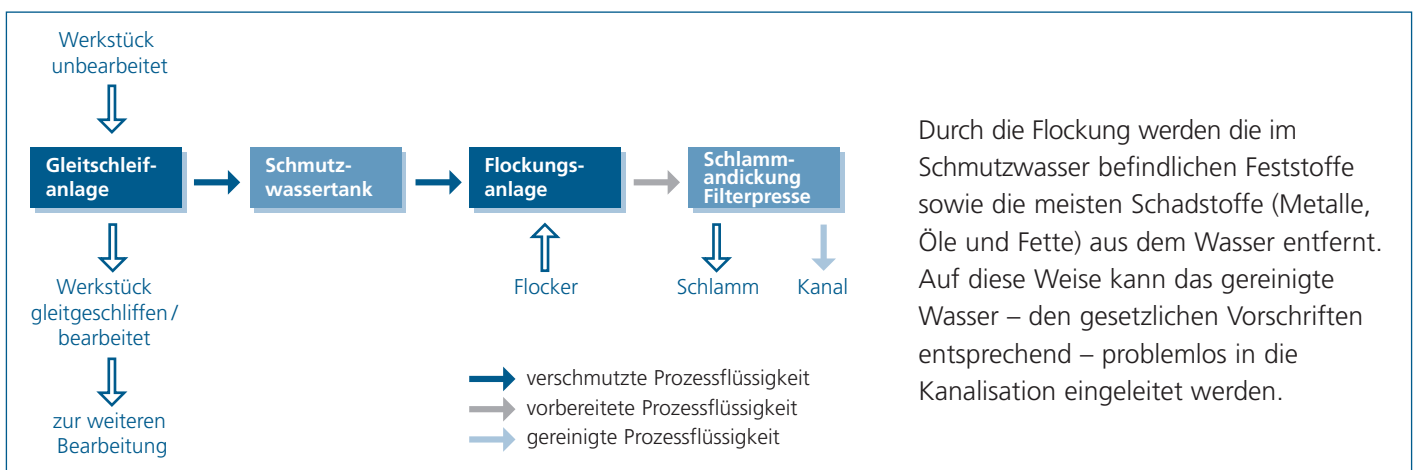 Werkstück
unbearbeitet
Gleitschleif-
anlage
Schmutz-
wassertank
Flockungs-
anlage
Schlamm-
andickung
Filterpresse
Werkstück
gleitgeschliffen/
bearbeitet
Flocker
Schlamm
Kanal
zur weiteren
Bearbeitung
verschmutzte Prozessflüssigkeit
vorbereitete Prozessflüssigkeit
gereinigte Prozessflüssigkeit
Durch die Flockung werden die im
Schmutzwasser befindlichen Feststoffe
sowie die meisten Schadstoffe (Metalle,
Öle und Fette) aus dem Wasser entfernt.
Auf diese Weise kann das gereinigte
Wasser – den gesetzlichen Vorschriften
entsprechend – problemlos in die
Kanalisation eingeleitet werden.